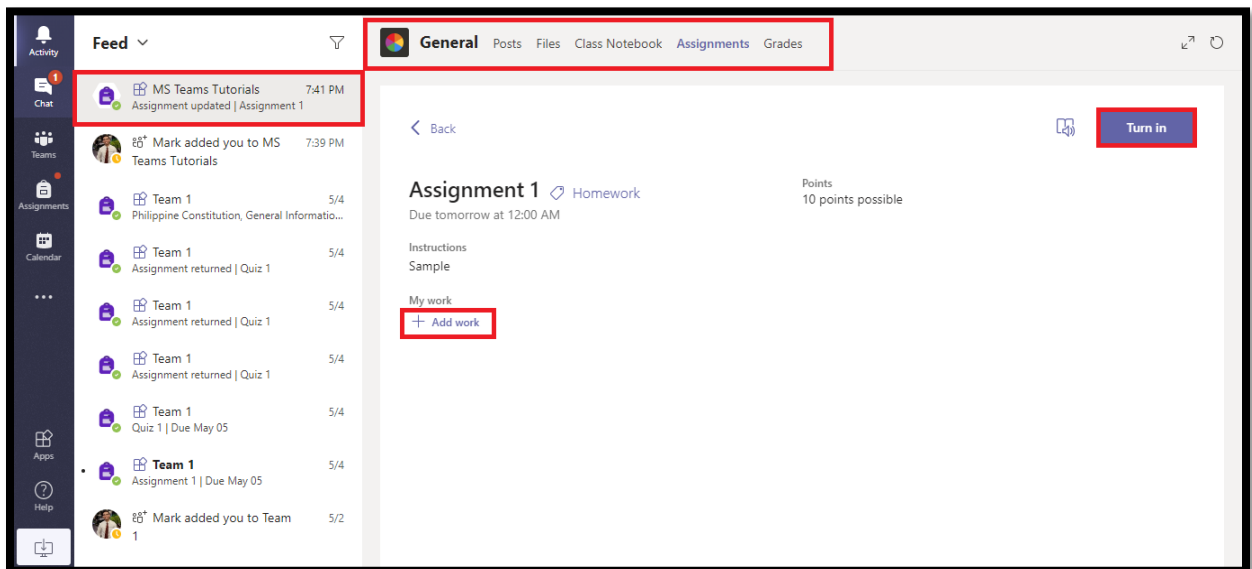 Activity
1
Chat
Teams
Assignments
Calendar
Apps
Help
Feed
MS Teams Tutorials 7:41 PM
Assignment updated | Assignment 1
Mark added you to MS 7:39 PM
Teams Tutorials
Team 1 5/4
Philippine Constitution, General Informatio...
Team 1 5/4
Assignment returned | Quiz 1
Team 1 5/4
Assignment returned | Quiz 1
Team 1 5/4
Assignment returned | Quiz 1
Team 1 5/4
Quiz 1 | Due May 05
Team 1 5/4
Assignment 1 | Due May 05
Mark added you to Team 5/2
1
General Posts Files Class Notebook Assignments Grades
Back
Turn in
Assignment 1 Homework
Due tomorrow at 12:00 AM
Points
10 points possible
Instructions
Sample
My work
+ Add work